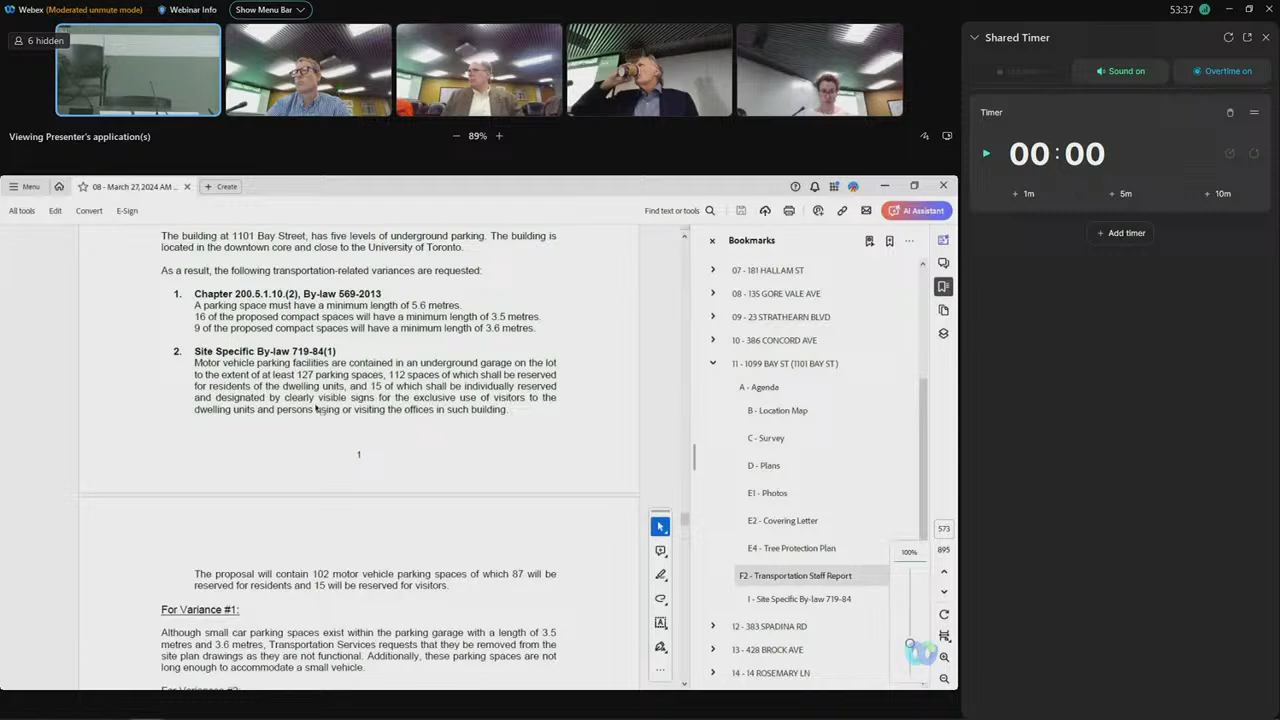 Webex (Moderated unmute mode) Webinar Info Show Menu Bar 53:37
6 hidden
Viewing Presenter's application(s) 89%
Shared Timer
Sound on Overtime on
Timer
00:00
+ 1m + 5m + 10m
+ Add timer
Menu 08 - March 27, 2024 AM ... Create
All tools Edit Convert E-Sign Find text or tools AI Assistant
The building at 1101 Bay Street, has five levels of underground parking. The building is
located in the downtown core and close to the University of Toronto.
As a result, the following transportation-related variances are requested:
1. Chapter 200.5.1.10.(2), By-law 569-2013
A parking space must have a minimum length of 5.6 metres.
16 of the proposed compact spaces will have a minimum length of 3.5 metres.
9 of the proposed compact spaces will have a minimum length of 3.6 metres.
2. Site Specific By-law 719-84(1)
Motor vehicle parking facilities are contained in an underground garage on the lot
to the extent of at least 127 parking spaces, 112 spaces of which shall be reserved
for residents of the dwelling units, and 15 of which shall be individually reserved
and designated by clearly visible signs for the exclusive use of visitors to the
dwelling units and persons using or visiting the offices in such building.
1
The proposal will contain 102 motor vehicle parking spaces of which 87 will be
reserved for residents and 15 will be reserved for visitors.
For Variance #1:
Although small car parking spaces exist within the parking garage with a length of 3.5
metres and 3.6 metres, Transportation Services requests that they be removed from the
site plan drawings as they are not functional. Additionally, these parking spaces are not
long enough to accommodate a small vehicle.
Bookmarks
07 - 181 HALLAM ST
08 - 135 GORE VALE AVE
09 - 23 STRATHEARN BLVD
10 - 386 CONCORD AVE
11 - 1099 BAY ST (1101 BAY ST)
A - Agenda
B - Location Map
C - Survey
D - Plans
E1 - Photos
E2 - Covering Letter
E4 - Tree Protection Plan
F2 - Transportation Staff Report
I - Site Specific By-law 719-84
12 - 383 SPADINA RD
13 - 428 BROCK AVE
14 - 14 ROSEMARY LN
573
895
100%